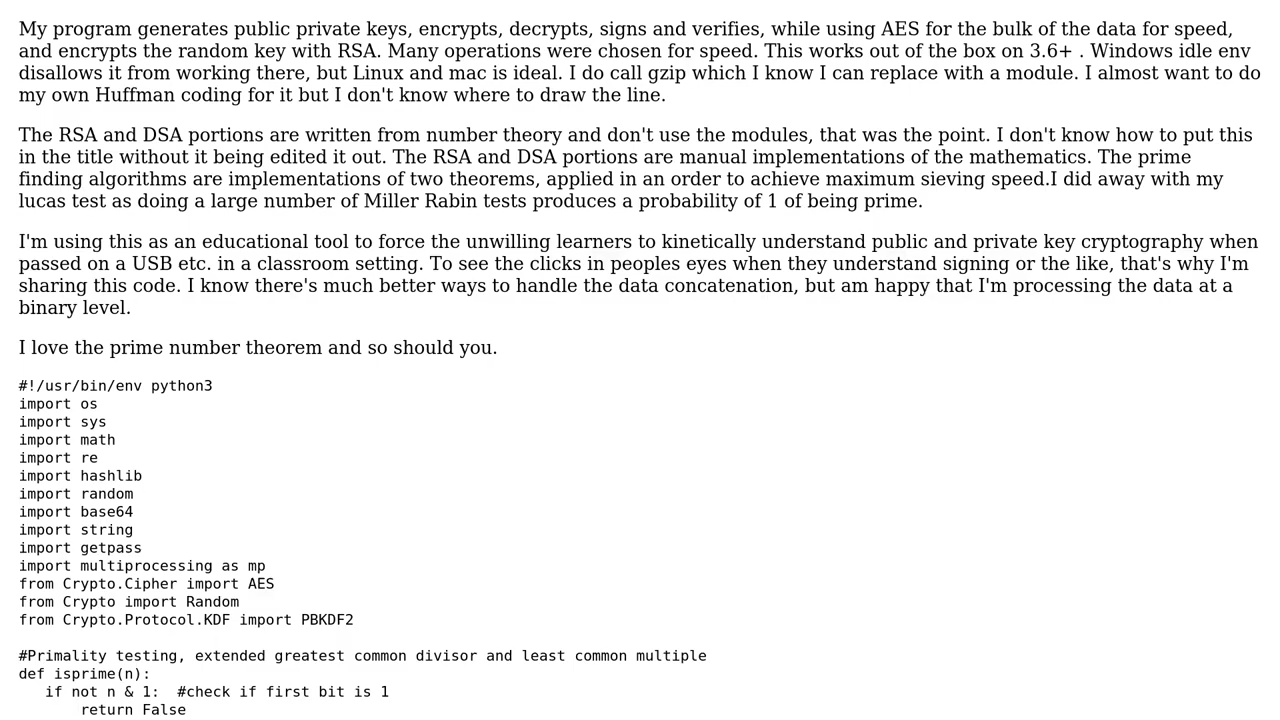 My program generates public private keys, encrypts, decrypts, signs and verifies, while using AES for the bulk of the data for speed,
and encrypts the random key with RSA. Many operations were chosen for speed. This works out of the box on 3.6+ . Windows idle env
disallows it from working there, but Linux and mac is ideal. I do call gzip which I know I can replace with a module. I almost want to do
my own Huffman coding for it but I don't know where to draw the line.
The RSA and DSA portions are written from number theory and don't use the modules, that was the point. I don't know how to put this
in the title without it being edited it out. The RSA and DSA portions are manual implementations of the mathematics. The prime
finding algorithms are implementations of two theorems, applied in an order to achieve maximum sieving speed.I did away with my
lucas test as doing a large number of Miller Rabin tests produces a probability of 1 of being prime.
I'm using this as an educational tool to force the unwilling learners to kinetically understand public and private key cryptography when
passed on a USB etc. in a classroom setting. To see the clicks in peoples eyes when they understand signing or the like, that's why I'm
sharing this code. I know there's much better ways to handle the data concatenation, but am happy that I'm processing the data at a
binary level.
I love the prime number theorem and so should you.
#!/usr/bin/env python3
import os
import sys
import math
import re
import hashlib
import random
import base64
import string
import getpass
import multiprocessing as mp
from Crypto.Cipher import AES
from Crypto import Random
from Crypto.Protocol.KDF import PBKDF2
#Primality testing, extended greatest common divisor and least common multiple
def isprime(n):
   if not n & 1:  #check if first bit is 1
       return False